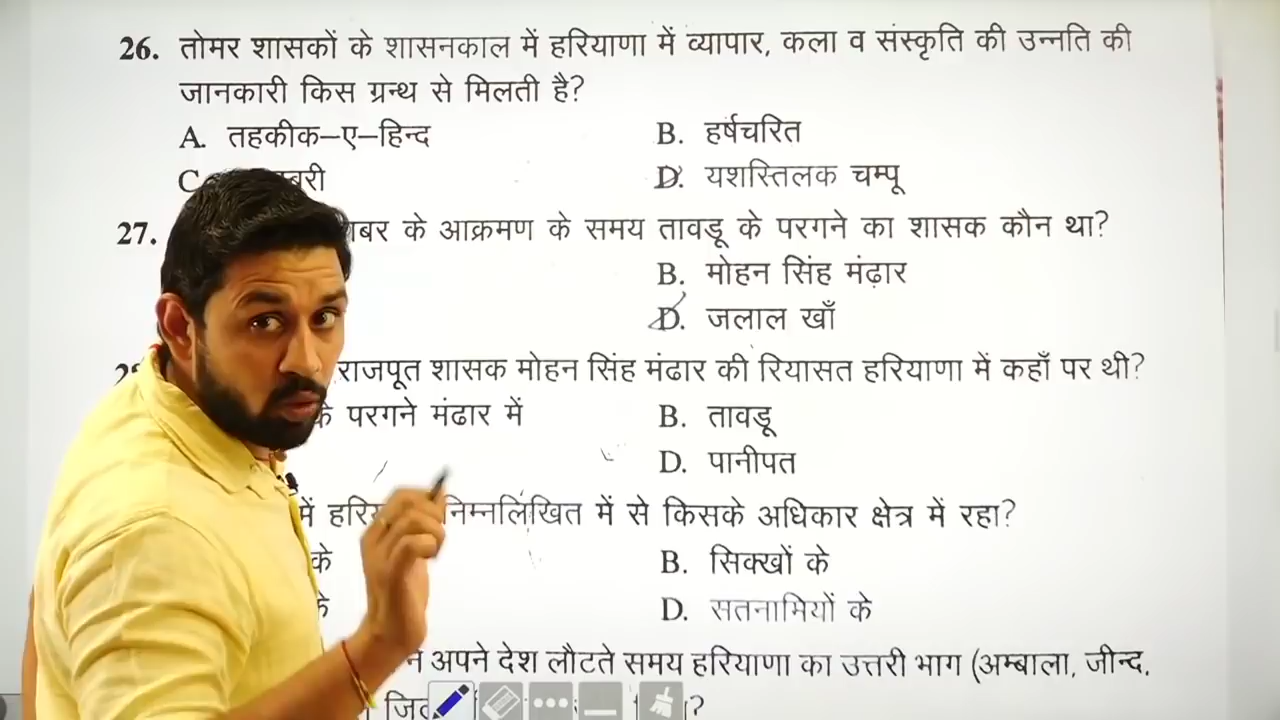 26. तोमर शासकों के शासनकाल में हरियाणा में व्यापार, कला व संस्कृति की उन्नति की
जानकारी किस ग्रन्थ से मिलती है?
A. तहकीक–ए–हिन्द
B. हर्षचरित
C.
D. यशस्तिलक चम्पू
27. के आक्रमण के समय तावडू के परगने का शासक कौन था?
B. मोहन सिंह मंढ़ार
D. जलाल खाँ
राजपूत शासक मोहन सिंह मंढार की रियासत हरियाणा में कहाँ पर थी?
के परगने मंढार में
B. तावडू
D. पानीपत
में निम्नलिखित में से किसके अधिकार क्षेत्र में रहा?
के
B. सिक्खों के
D. सतनामियों के
अपने देश लौटते समय हरियाणा का उत्तरी भाग (अम्बाला, जीन्द,
?